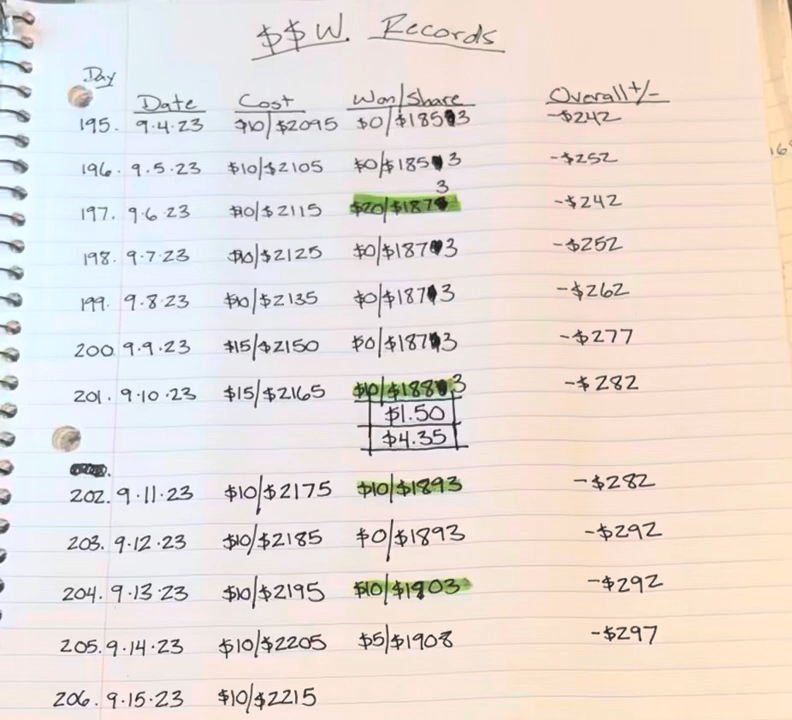 $$W. Records
Day
Date Cost Won/Share Overall +/-
195. 9.4.23 $10/$2095 $0/$1853 -$242
196. 9.5.23 $10/$2105 $0/$1853 -$252
197. 9.6.23 $10/$2115 $20/$1873 -$242
198. 9.7.23 $10/$2125 $0/$1873 -$252
199. 9.8.23 $10/$2135 $0/$1873 -$262
200. 9.9.23 $15/$2150 $0/$1873 -$277
201. 9.10.23 $15/$2165 $10/$1883 -$282
$1.50
$4.35
202. 9.11.23 $10/$2175 $10/$1893 -$282
203. 9.12.23 $10/$2185 $0/$1893 -$292
204. 9.13.23 $10/$2195 $10/$1903 -$292
205. 9.14.23 $10/$2205 $5/$1908 -$297
206. 9.15.23 $10/$2215